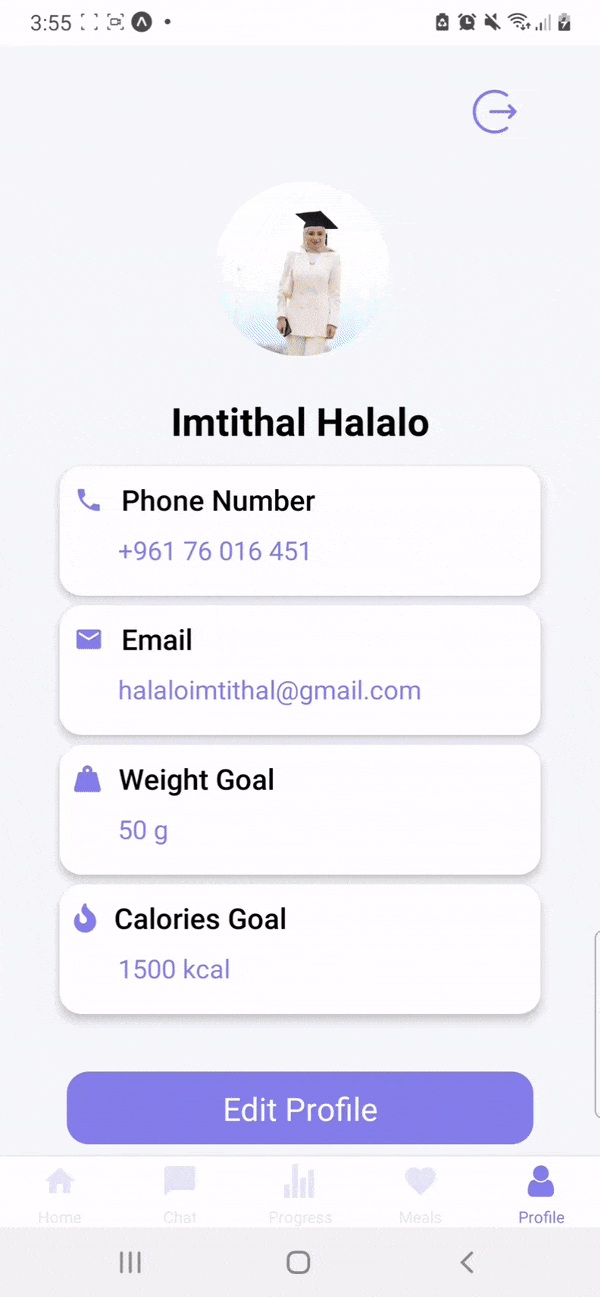 3:55
Imtithal Halalo
Phone Number
+961 76 016 451
Email
halaloimtithal@gmail.com
Weight Goal
50 g
Calories Goal
1500 kcal
Edit Profile
Home Chat Progress Meals Profile